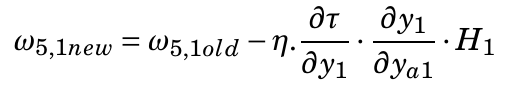 ω₅,₁new = ω₅,₁old − η. ∂τ/∂y₁ · ∂y₁/∂yₐ₁ · H₁